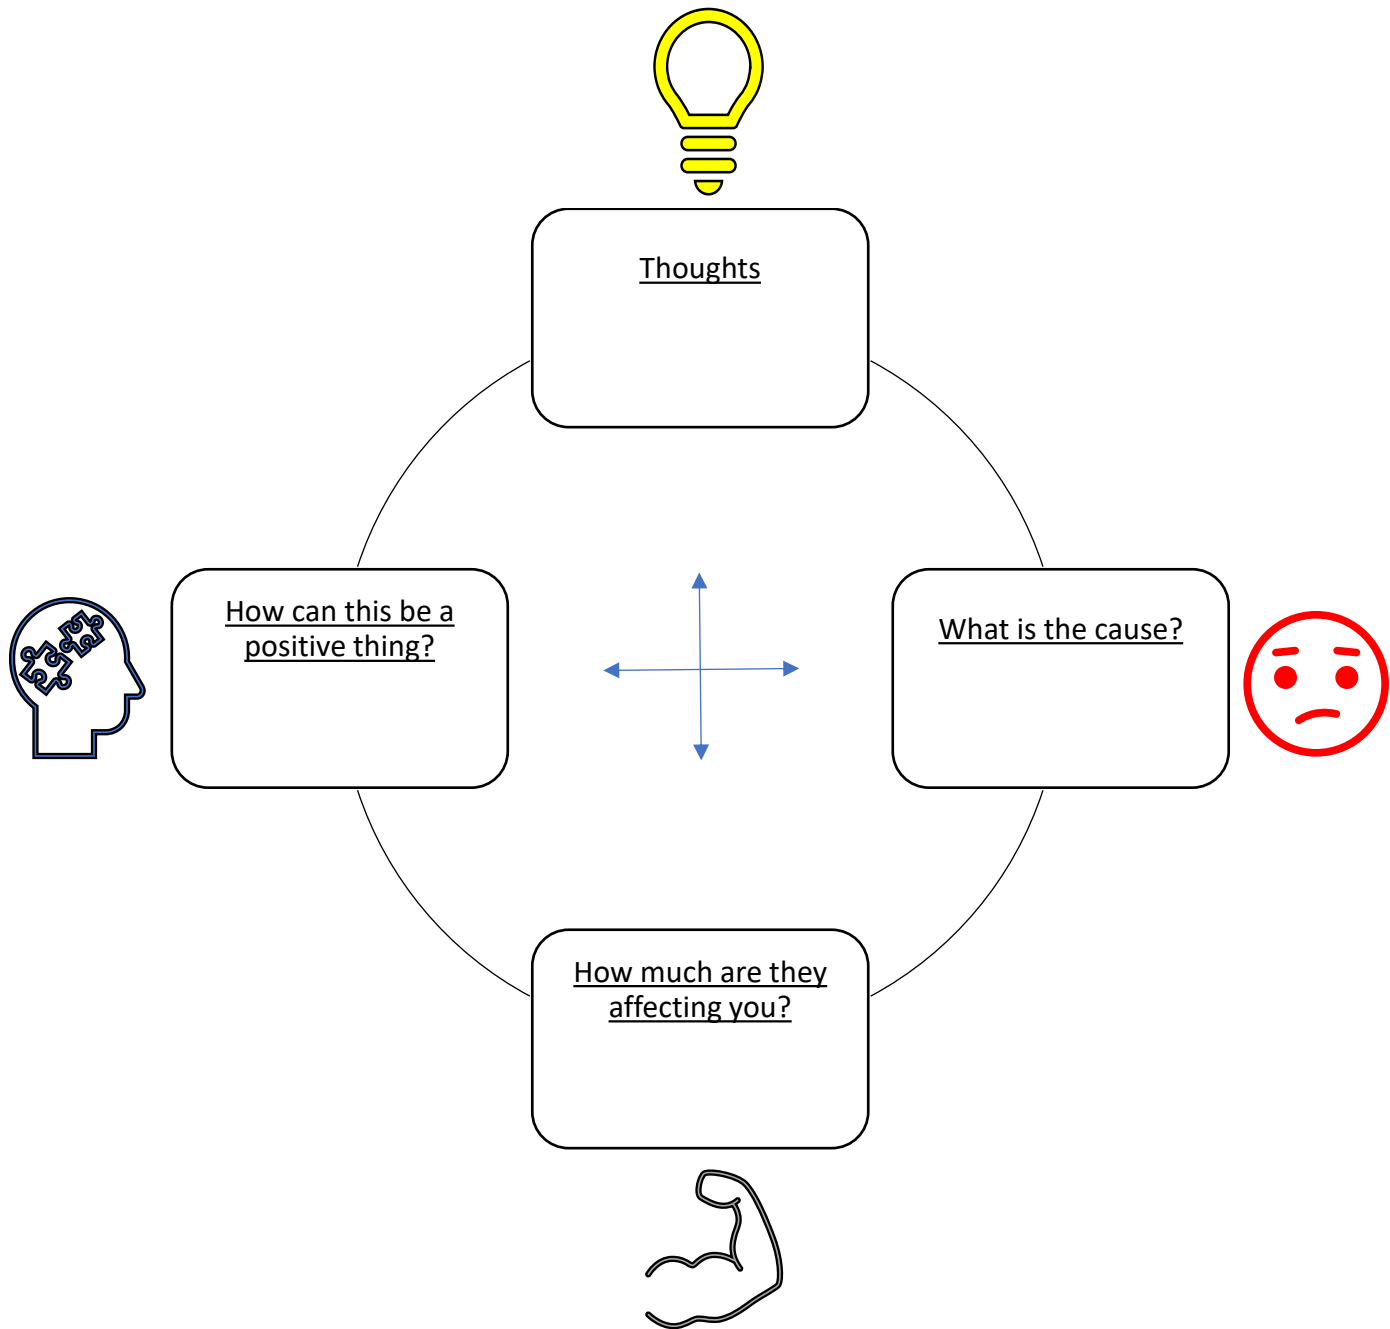 Thoughts
How can this be a
positive thing?
What is the cause?
How much are they
affecting you?